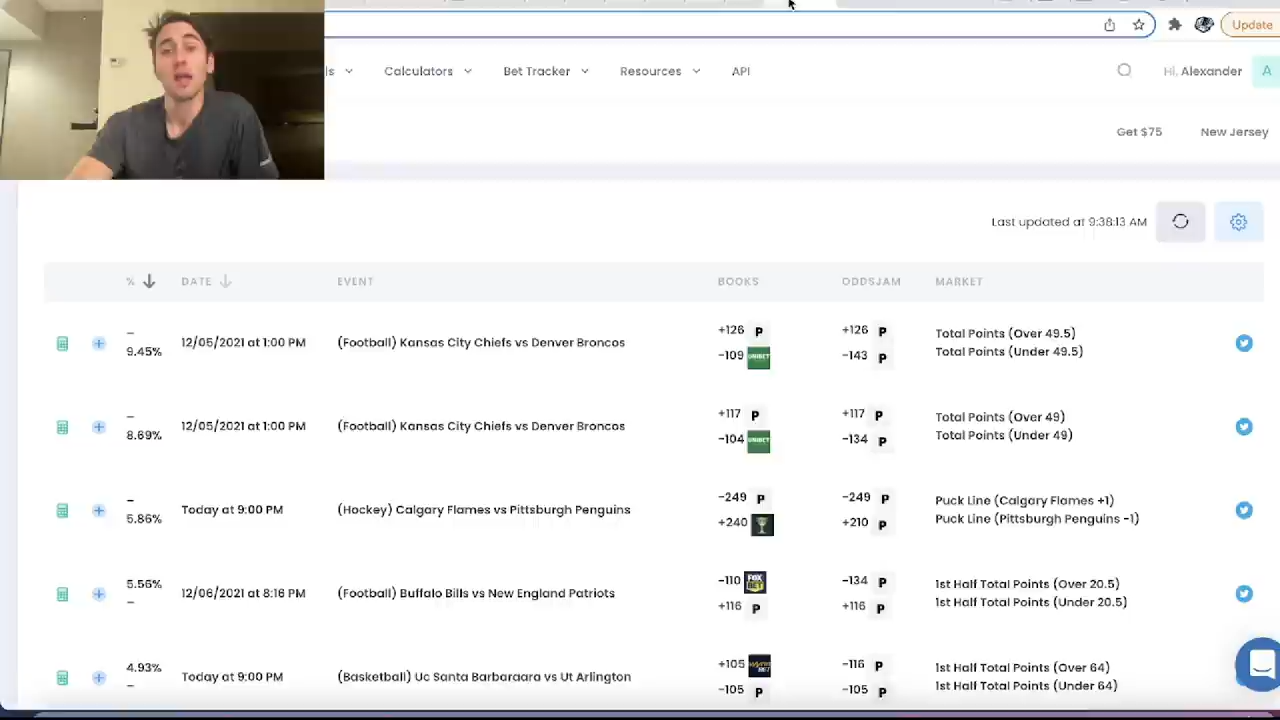 Update
ls
Calculators
Bet Tracker
Resources
API
Hi, Alexander
A
Get $75
New Jersey
Last updated at 9:38:13 AM
% DATE EVENT BOOKS ODDSJAM MARKET
–
9.45%
12/05/2021 at 1:00 PM
(Football) Kansas City Chiefs vs Denver Broncos
+126 P
-109 UNIBET
+126 P
-143 P
Total Points (Over 49.5)
Total Points (Under 49.5)
–
8.69%
12/05/2021 at 1:00 PM
(Football) Kansas City Chiefs vs Denver Broncos
+117 P
-104 UNIBET
+117 P
-134 P
Total Points (Over 49)
Total Points (Under 49)
–
5.86%
Today at 9:00 PM
(Hockey) Calgary Flames vs Pittsburgh Penguins
-249 P
+240
-249 P
+210 P
Puck Line (Calgary Flames +1)
Puck Line (Pittsburgh Penguins -1)
5.56%
–
12/06/2021 at 8:16 PM
(Football) Buffalo Bills vs New England Patriots
-110 FOX BET
+116 P
-134 P
+116 P
1st Half Total Points (Over 20.5)
1st Half Total Points (Under 20.5)
4.93%
–
Today at 9:00 PM
(Basketball) Uc Santa Barbaraara vs Ut Arlington
+105 WYNN BET
-105 P
-116 P
-105 P
1st Half Total Points (Over 64)
1st Half Total Points (Under 64)